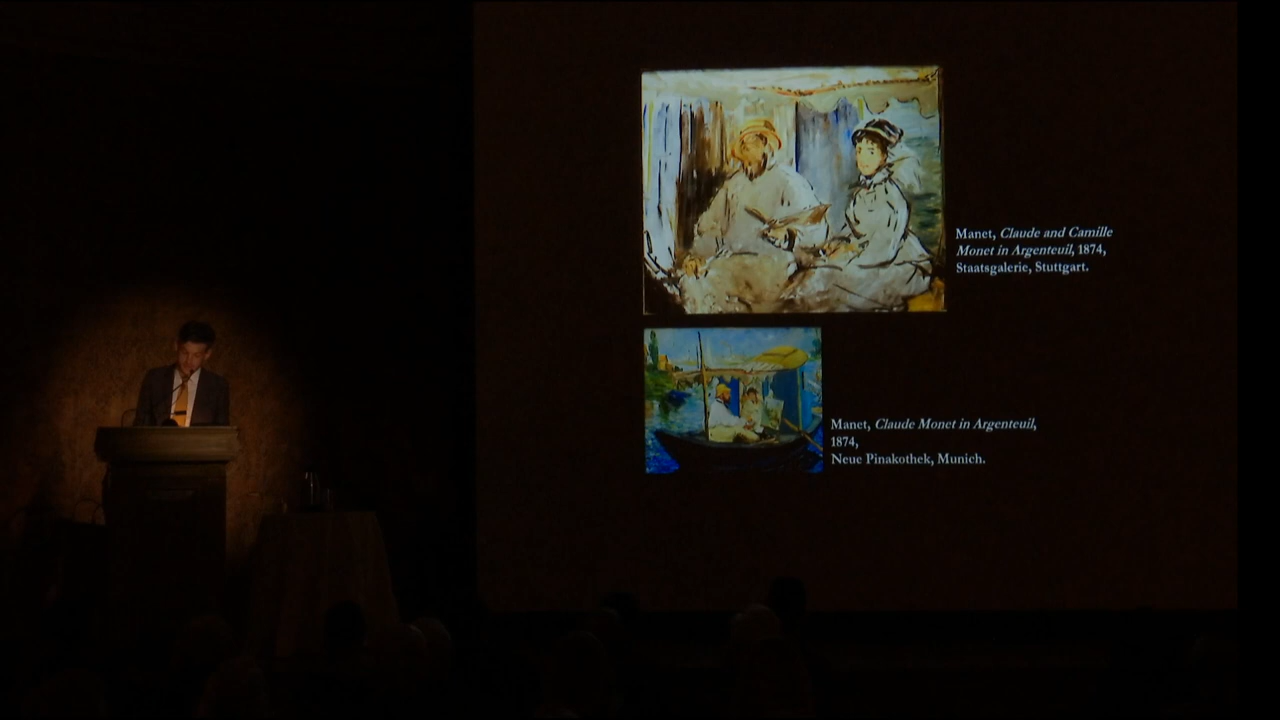 Manet, Claude and Camille
Monet in Argenteuil, 1874,
Staatsgalerie, Stuttgart.
Manet, Claude Monet in Argenteuil,
1874,
Neue Pinakothek, Munich.